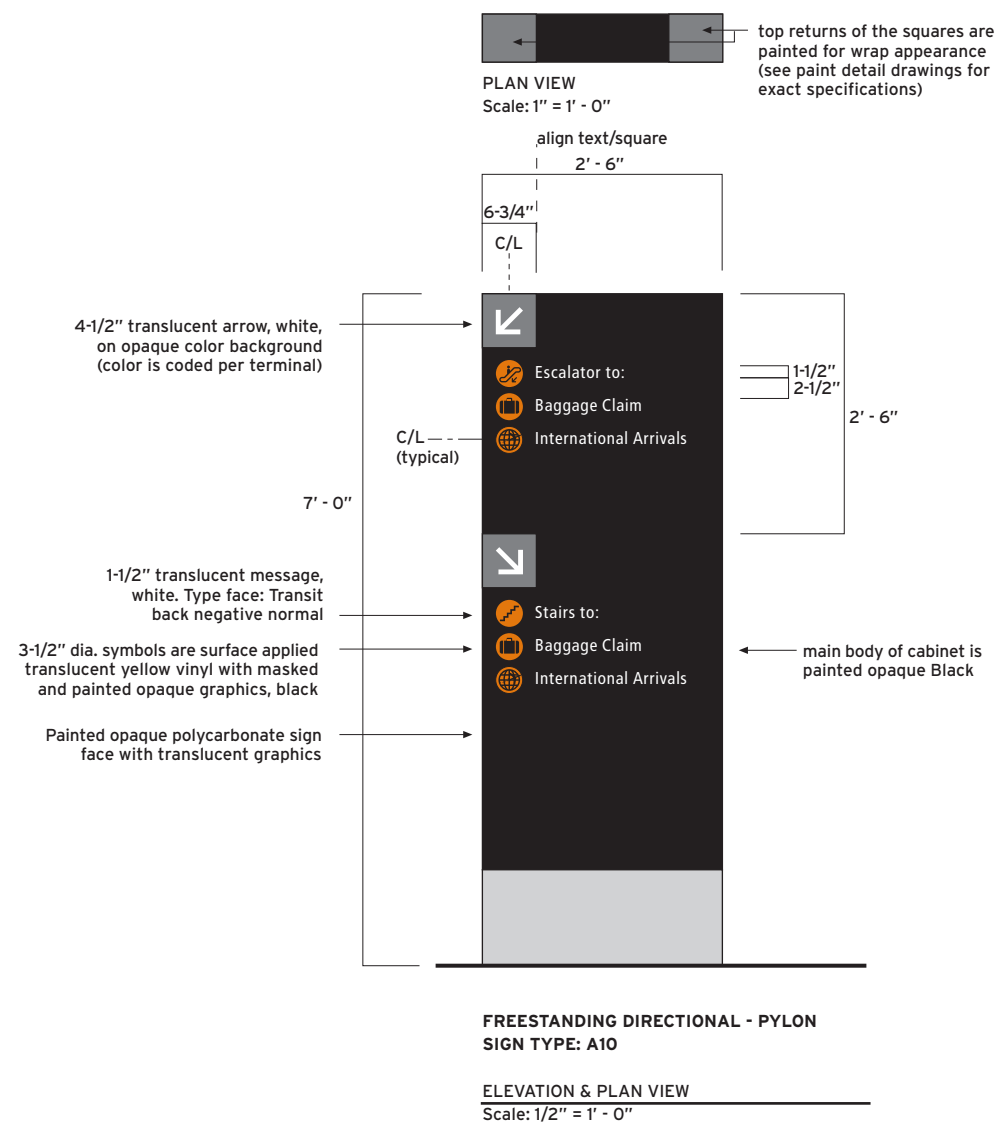 top returns of the squares are
painted for wrap appearance
(see paint detail drawings for
exact specifications)
PLAN VIEW
Scale: 1” = 1’ - 0”
align text/square
2’ - 6”
6-3/4”
C/L
4-1/2” translucent arrow, white,
on opaque color background
(color is coded per terminal)
Escalator to:
Baggage Claim
International Arrivals
1-1/2”
2-1/2”
2’ - 6”
C/L
(typical)
7’ - 0”
1-1/2” translucent message,
white. Type face: Transit
back negative normal
3-1/2” dia. symbols are surface applied
translucent yellow vinyl with masked
and painted opaque graphics, black
Painted opaque polycarbonate sign
face with translucent graphics
Stairs to:
Baggage Claim
International Arrivals
main body of cabinet is
painted opaque Black
FREESTANDING DIRECTIONAL - PYLON
SIGN TYPE: A10
ELEVATION & PLAN VIEW
Scale: 1/2” = 1’ - 0”